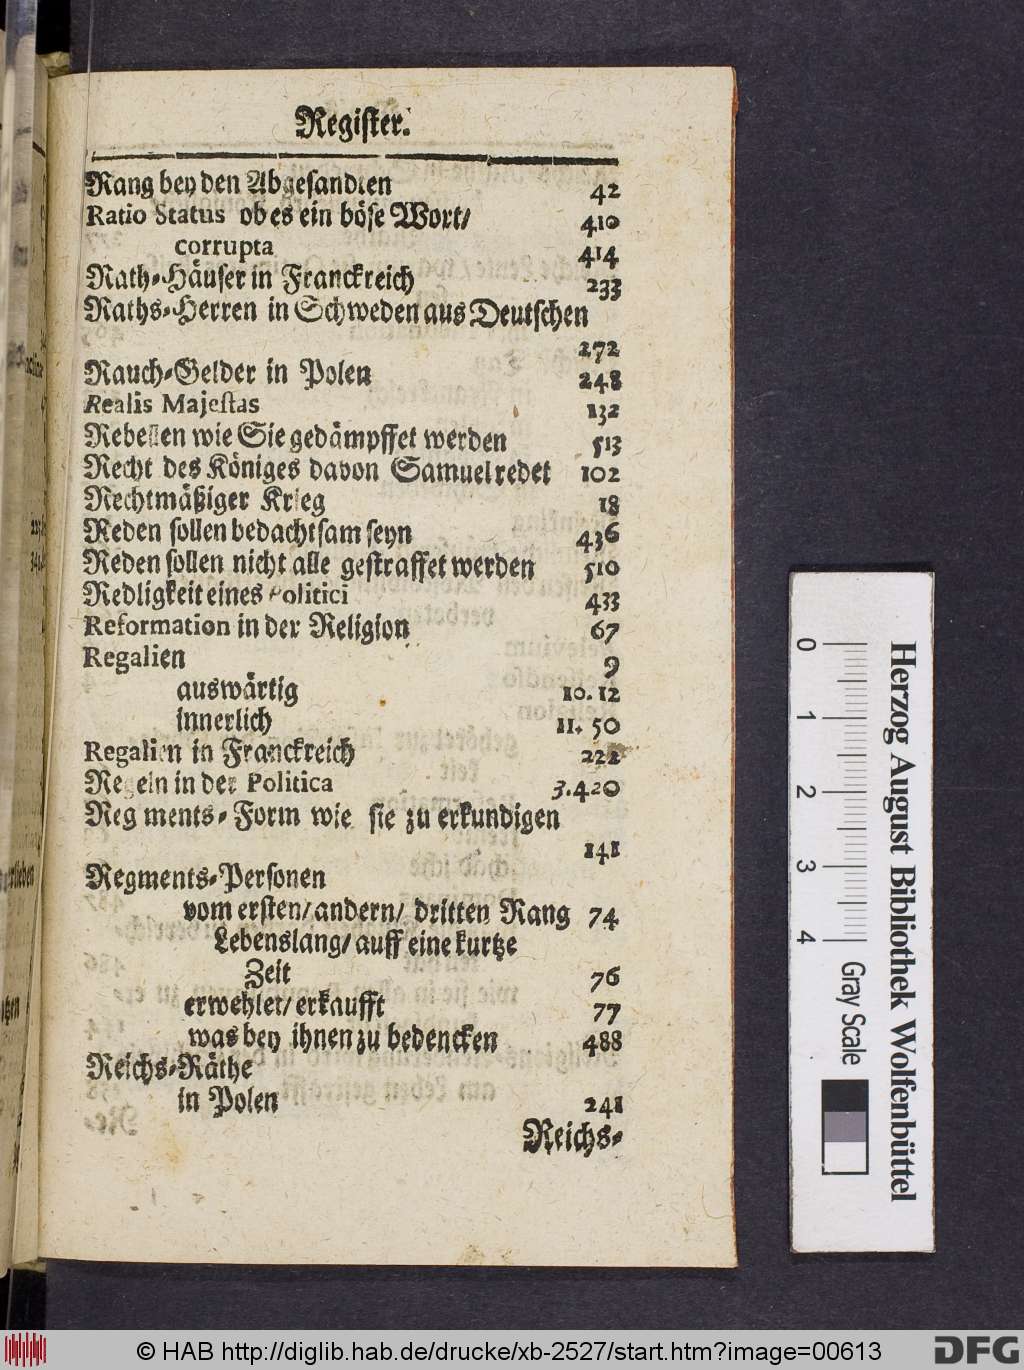 Register.
Rang bey den Abgesandten 42
Ratio Status ob es ein böse Wort/ 410
corrupta 414
Rath-Häuser in Franckreich 233
Raths-Herren in Schweden aus Deutschen
272
Rauch-Gelder in Polen 248
Realis Majestas 132
Rebellen wie Sie gedämpffet werden 513
Recht des Königes davon Samuel redet 102
Rechtmäßiger Krieg 18
Reden sollen bedachtsam seyn 436
Reden sollen nicht alle gestraffet werden 510
Redligkeit eines Politici 433
Reformation in der Religion 67
Regalien 9
auswärtig 10. 12
innerlich 11. 50
Regalien in Franckreich 222
Regeln in der Politica 3. 420
Regments-Form wie sie zu erkundigen
141
Regments-Personen
vom ersten/ andern/ dritten Rang 74
Lebenslang/ auff eine kurtze
Zeit 76
erwehlet/ erkaufft 77
was bey ihnen zu bedencken 488
Reichs-Räthe
in Polen 241
Reichs-
0 1 2 3 4 Gray Scale
Herzog August Bibliothek Wolfenbüttel
© HAB http://diglib.hab.de/drucke/xb-2527/start.htm?image=00613
DFG